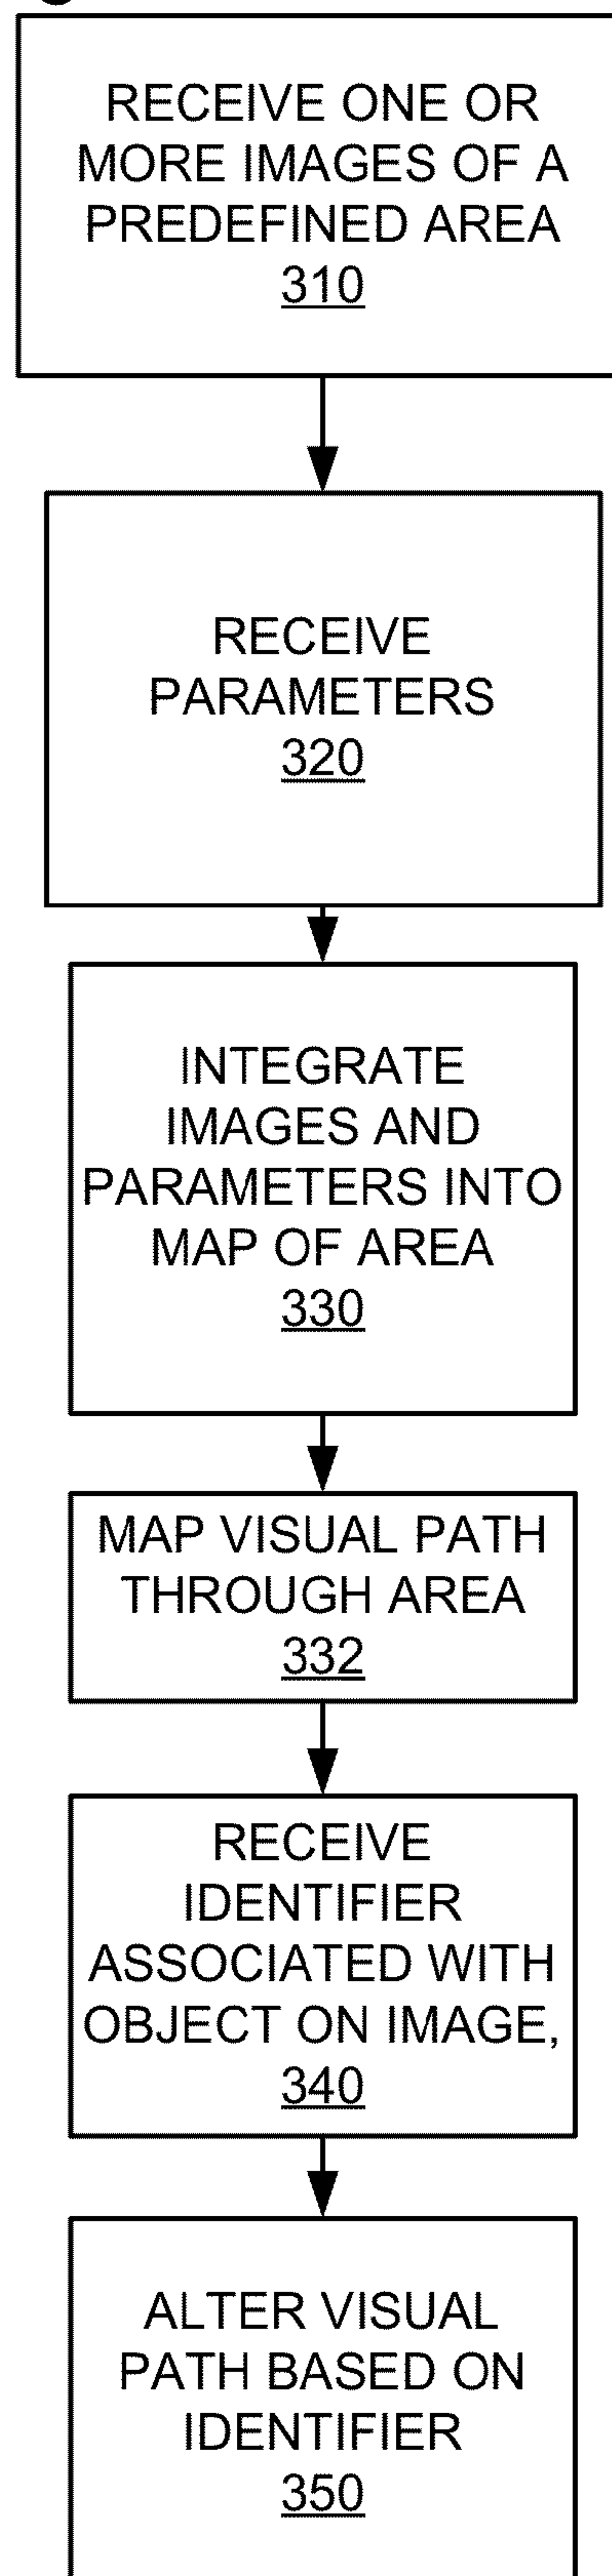 RECEIVE ONE OR
MORE IMAGES OF A
PREDEFINED AREA
310
RECEIVE
PARAMETERS
320
INTEGRATE
IMAGES AND
PARAMETERS INTO
MAP OF AREA
330
MAP VISUAL PATH
THROUGH AREA
332
RECEIVE
IDENTIFIER
ASSOCIATED WITH
OBJECT ON IMAGE,
340
ALTER VISUAL
PATH BASED ON
IDENTIFIER
350